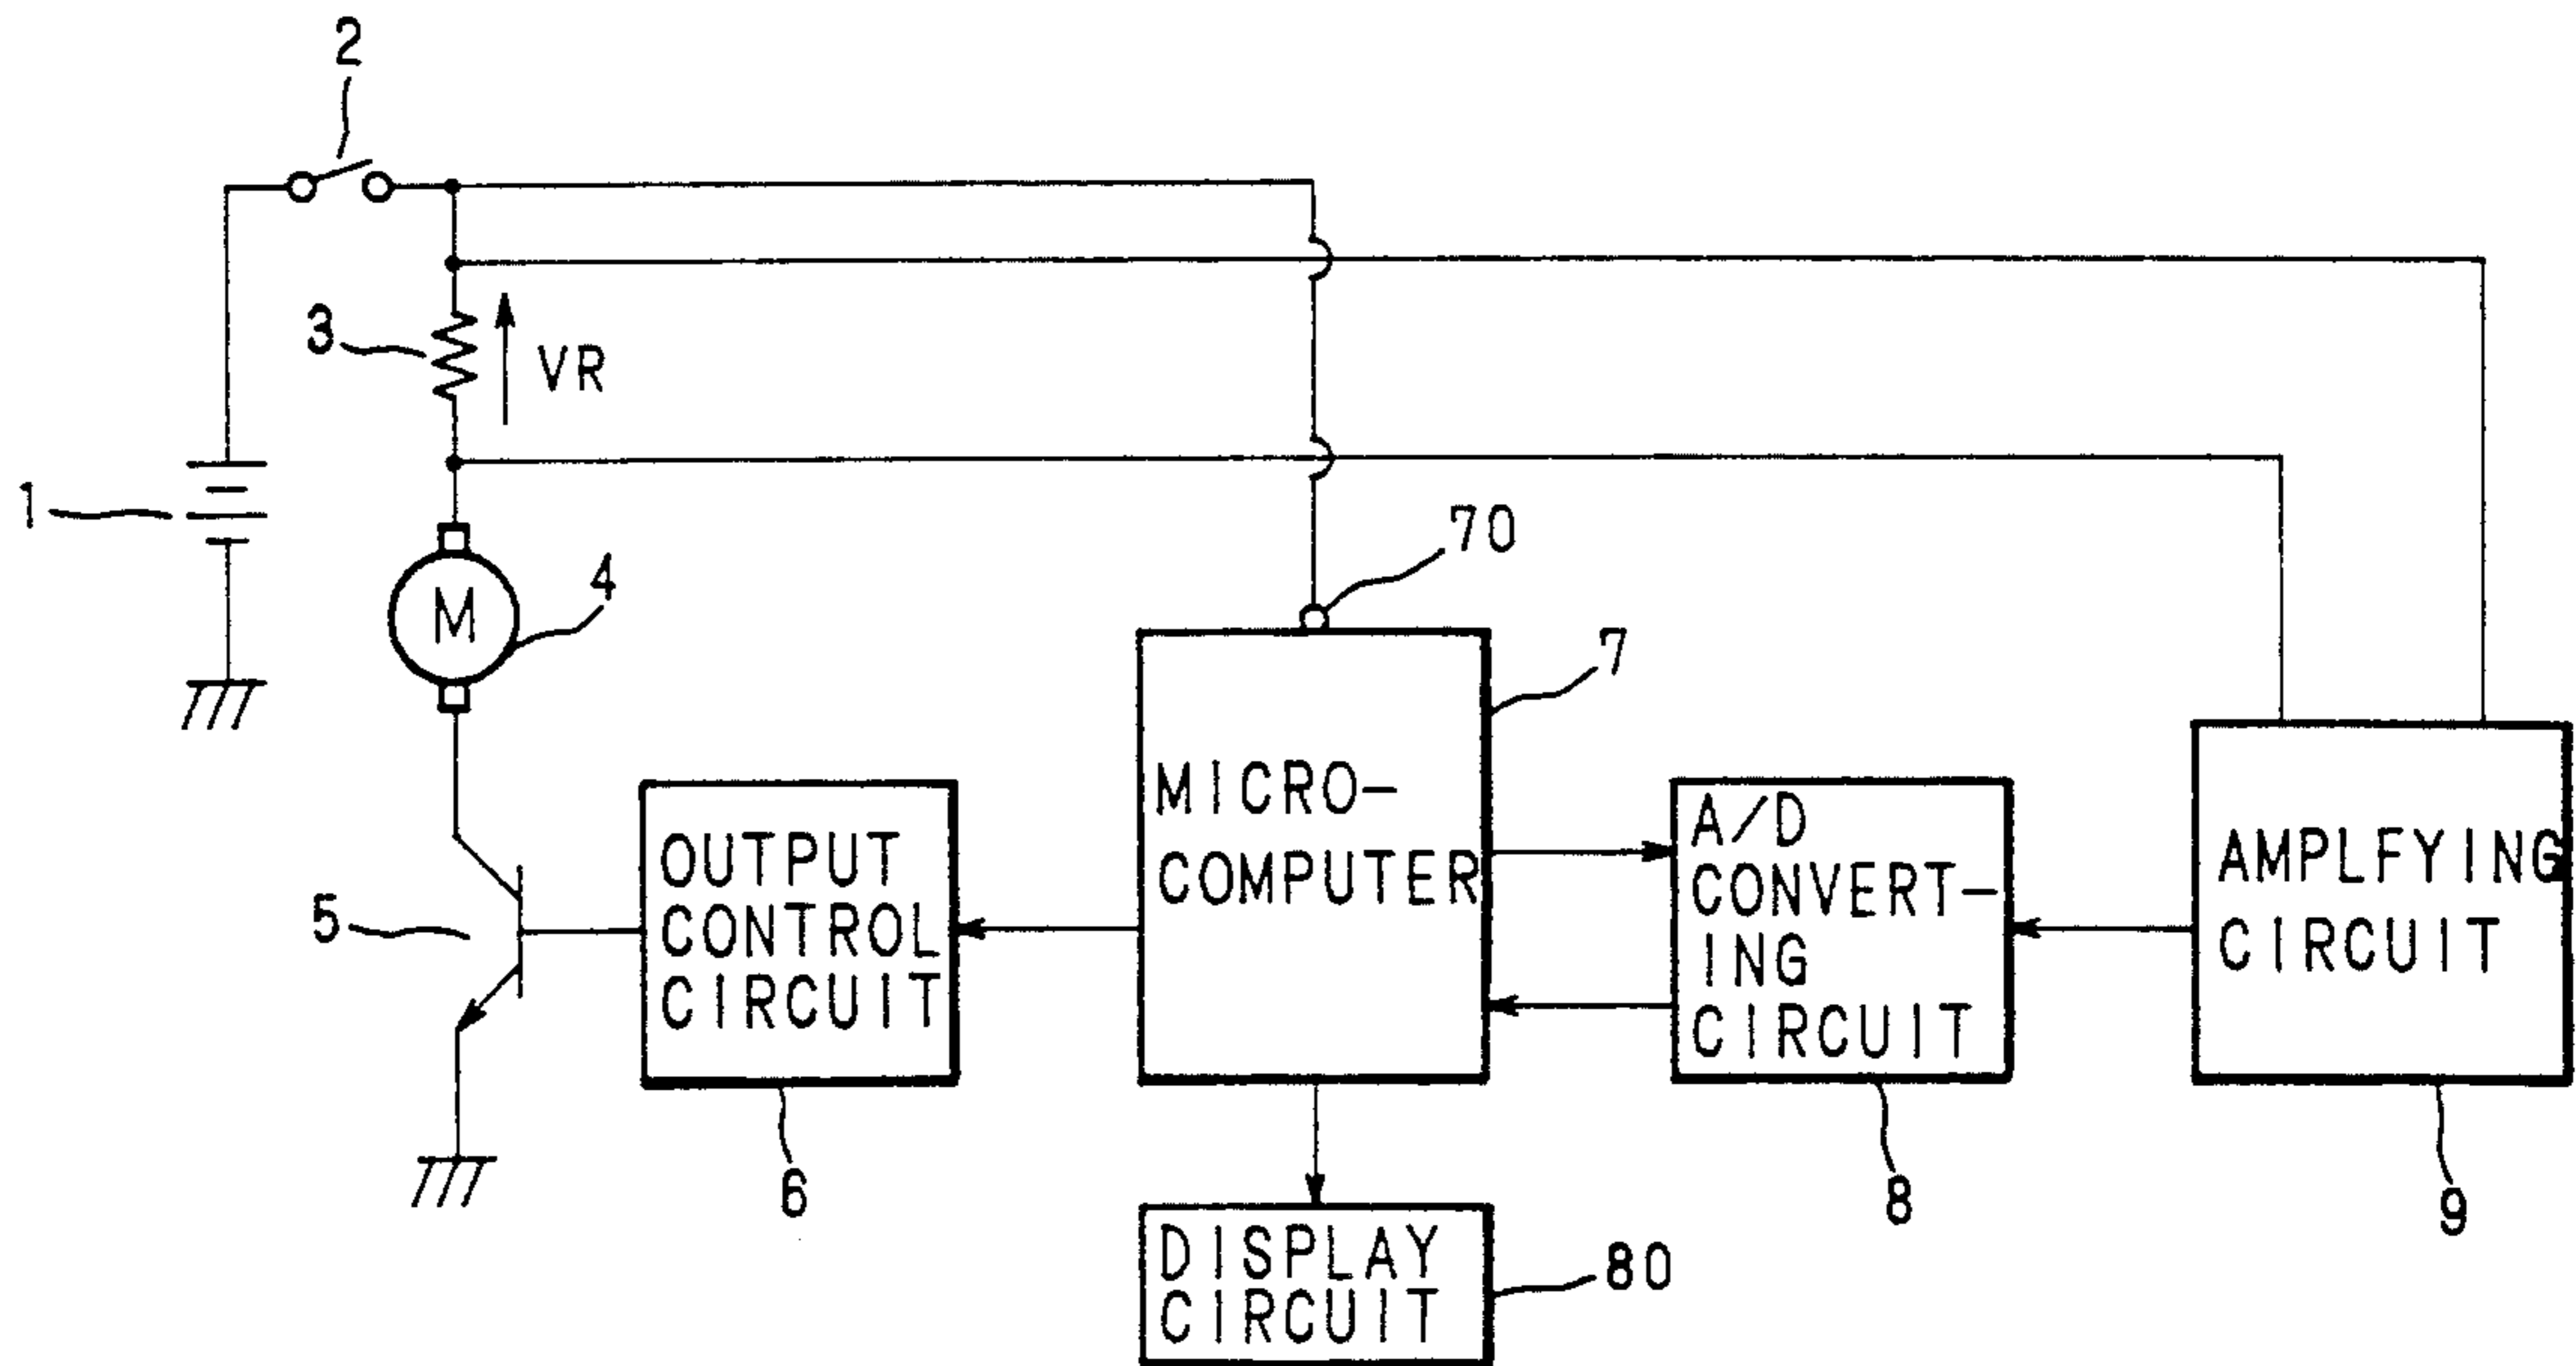 2
3
VR
1
70
4
M
7
MICRO-
COMPUTER
A/D
CONVERT-
ING
CIRCUIT
AMPLFYING
CIRCUIT
OUTPUT
CONTROL
CIRCUIT
5
6
8
9
DISPLAY
CIRCUIT
80